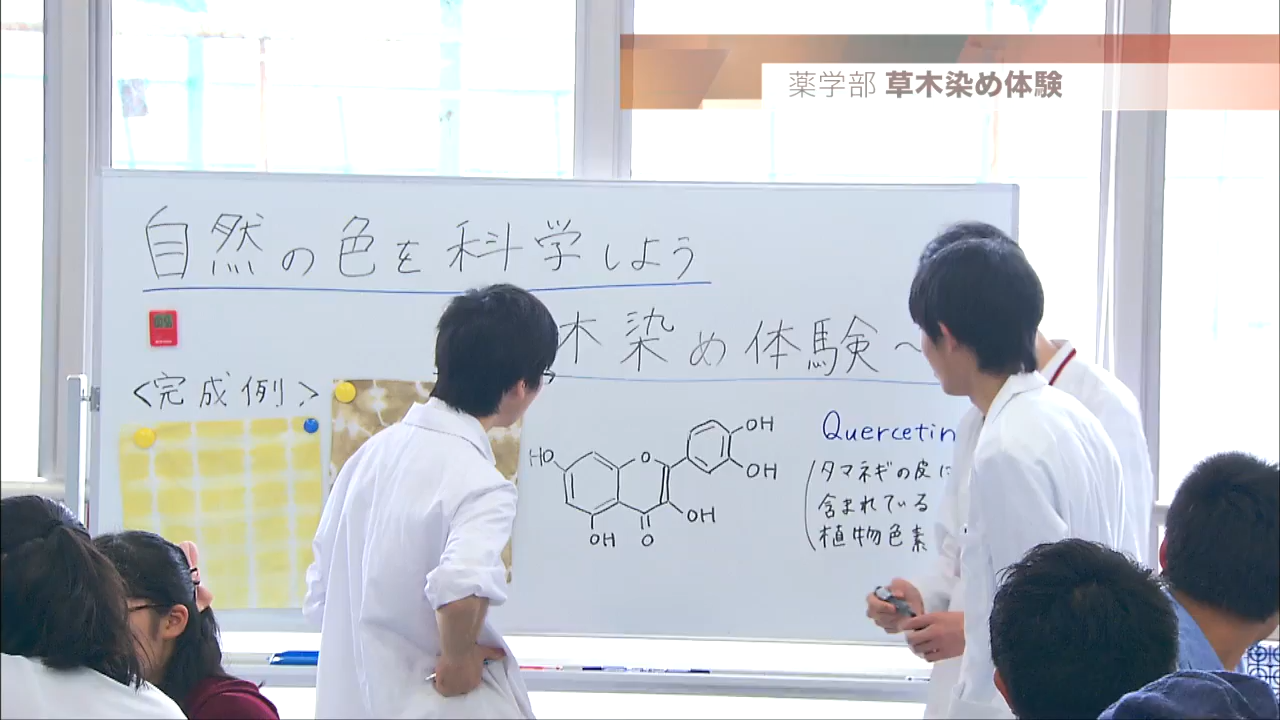 薬学部 草木染め体験
自然の色を科学しよう
木染め体験～
<完成例>
Quercetin
タマネギの皮に
含まれている
植物色素
OH
HO
O
OH
OH
OH
O